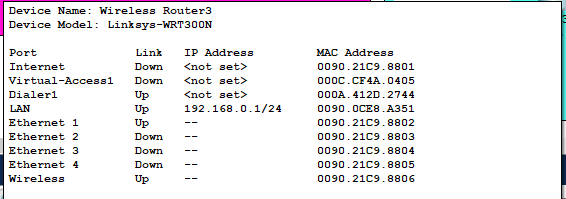 Device Name: Wireless Router3
Device Model: Linksys-WRT300N
Port Link IP Address MAC Address
Internet Down <not set> 0090.21C9.8801
Virtual-Access1 Down <not set> 000C.CF4A.0405
Dialer1 Up <not set> 000A.412D.2744
LAN Up 192.168.0.1/24 0090.0CE8.A351
Ethernet 1 Up -- 0090.21C9.8802
Ethernet 2 Down -- 0090.21C9.8803
Ethernet 3 Down -- 0090.21C9.8804
Ethernet 4 Down -- 0090.21C9.8805
Wireless Up -- 0090.21C9.8806